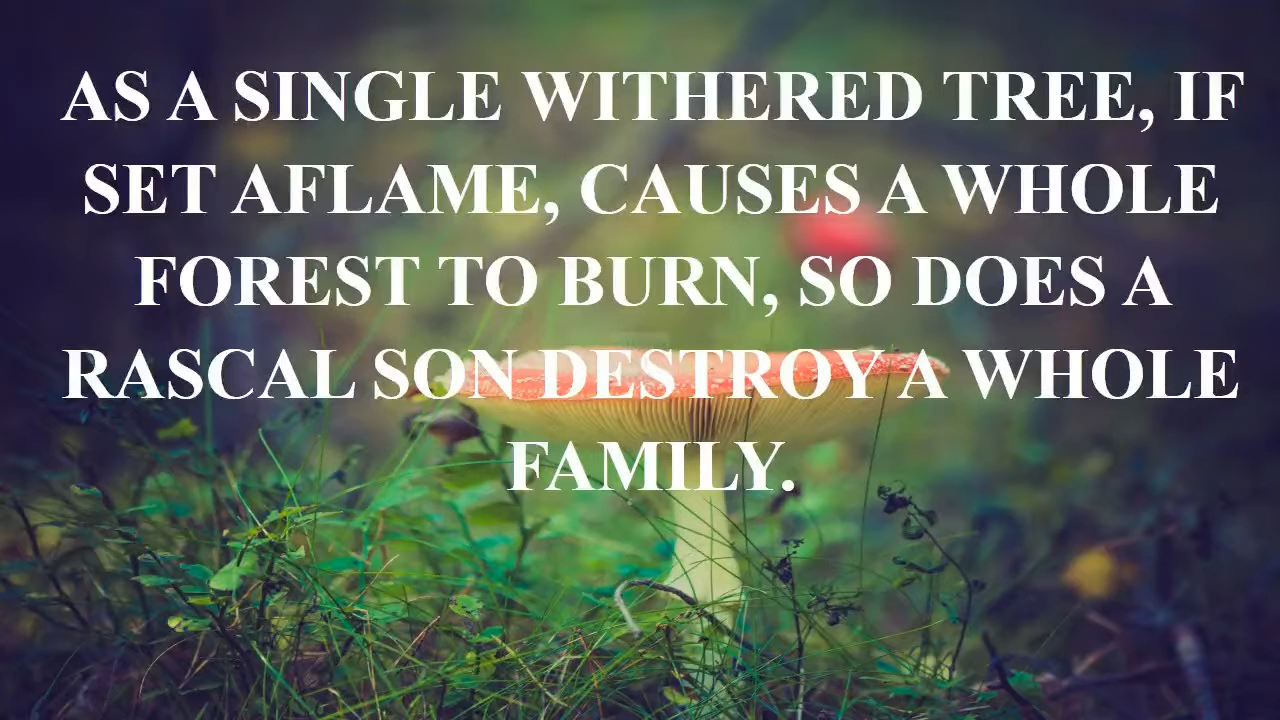 AS A SINGLE WITHERED TREE, IF
SET AFLAME, CAUSES A WHOLE
FOREST TO BURN, SO DOES A
RASCAL SON DESTROY A WHOLE
FAMILY.